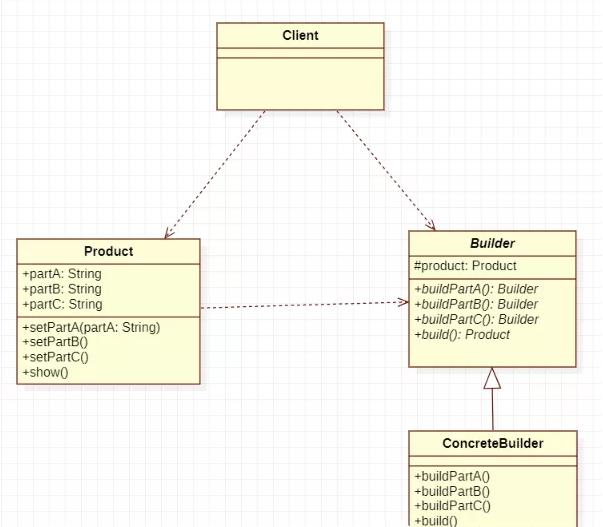 Client
Product
+partA: String
+partB: String
+partC: String
+setPartA(partA: String)
+setPartB()
+setPartC()
+show()
Builder
#product: Product
+buildPartA(): Builder
+buildPartB(): Builder
+buildPartC(): Builder
+build(): Product
ConcreteBuilder
+buildPartA()
+buildPartB()
+buildPartC()
+build()